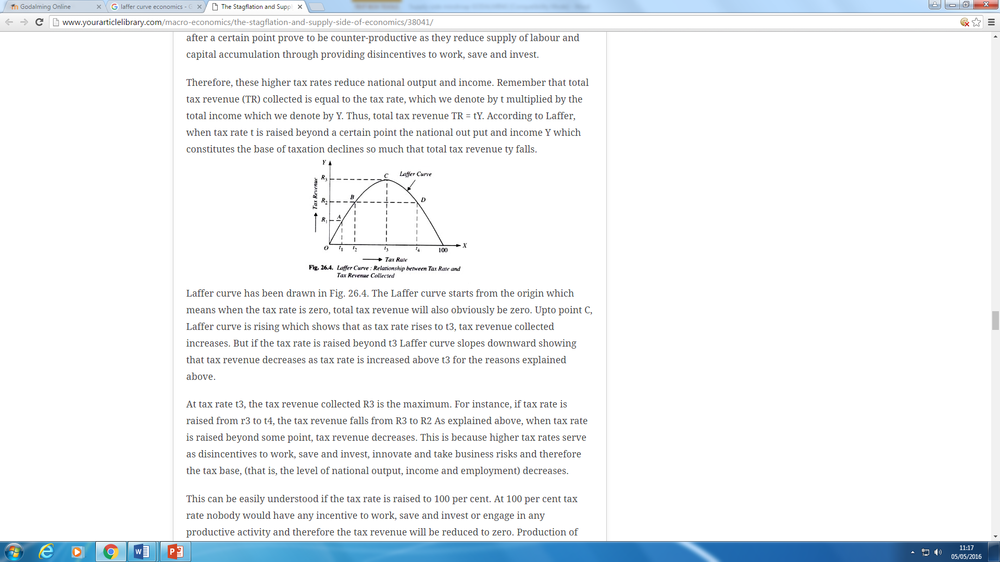 Godalming Online
laffer curve economics - G
The Stagflation and Suppl
www.yourarticlelibrary.com/macro-economics/the-stagflation-and-supply-side-of-economics/38041/
after a certain point prove to be counter-productive as they reduce supply of labour and
capital accumulation through providing disincentives to work, save and invest.
Therefore, these higher tax rates reduce national output and income. Remember that total
tax revenue (TR) collected is equal to the tax rate, which we denote by t multiplied by the
total income which we denote by Y. Thus, total tax revenue TR = tY. According to Laffer,
when tax rate t is raised beyond a certain point the national out put and income Y which
constitutes the base of taxation declines so much that total tax revenue ty falls.
Y
R3
C
Laffer Curve
Tax Revenue
R2
B
D
R1
A
O
t1
t2
t3
t4
100
X
Tax Rate
Fig. 26.4. Laffer Curve : Relationship between Tax Rate and
Tax Revenue Collected
Laffer curve has been drawn in Fig. 26.4. The Laffer curve starts from the origin which
means when the tax rate is zero, total tax revenue will also obviously be zero. Upto point C,
Laffer curve is rising which shows that as tax rate rises to t3, tax revenue collected
increases. But if the tax rate is raised beyond t3 Laffer curve slopes downward showing
that tax revenue decreases as tax rate is increased above t3 for the reasons explained
above.
At tax rate t3, the tax revenue collected R3 is the maximum. For instance, if tax rate is
raised from r3 to t4, the tax revenue falls from R3 to R2 As explained above, when tax rate
is raised beyond some point, tax revenue decreases. This is because higher tax rates serve
as disincentives to work, save and invest, innovate and take business risks and therefore
the tax base, (that is, the level of national output, income and employment) decreases.
This can be easily understood if the tax rate is raised to 100 per cent. At 100 per cent tax
rate nobody would have any incentive to work, save and invest or engage in any
productive activity and therefore the tax revenue will be reduced to zero. Production of
11:17
05/05/2016